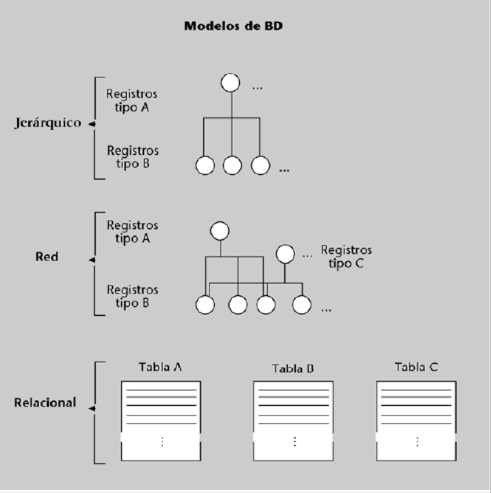 Modelos de BD
Jerárquico
Registros
tipo A
...
Registros
tipo B
...
Red
Registros
tipo A
... Registros
tipo C
Registros
tipo B
...
Relacional
Tabla A
Tabla B
Tabla C